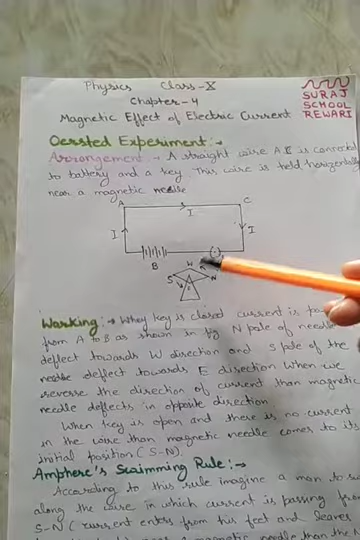 Physics Class-X
SURAJ
SCHOOL
REWARI
Chapter-4
Magnetic Effect of Electric Current
Oersted Experiment:→
Arrongement:- A straight wire A.C is connected
to battery and a key. This wire is held horizontally
near a magnetic needle
A I C
I I
B ( )
W
S N
Working:→ Whey key is closed current is
from A to B as shown in fig N pole of needle
deflect towards W direction and S pole of the
needle deflect towards E direction When we
reverse the direction of current than magnetic
needle deflects in opposite direction
When key is open and there is no current
in the wire than magnetic needle comes to its
initial position (S-N).
Amphere's Swimming Rule:→
According to this rule imagine a man to
along the wire in which current is passing from
S-N (current enters from his feet and